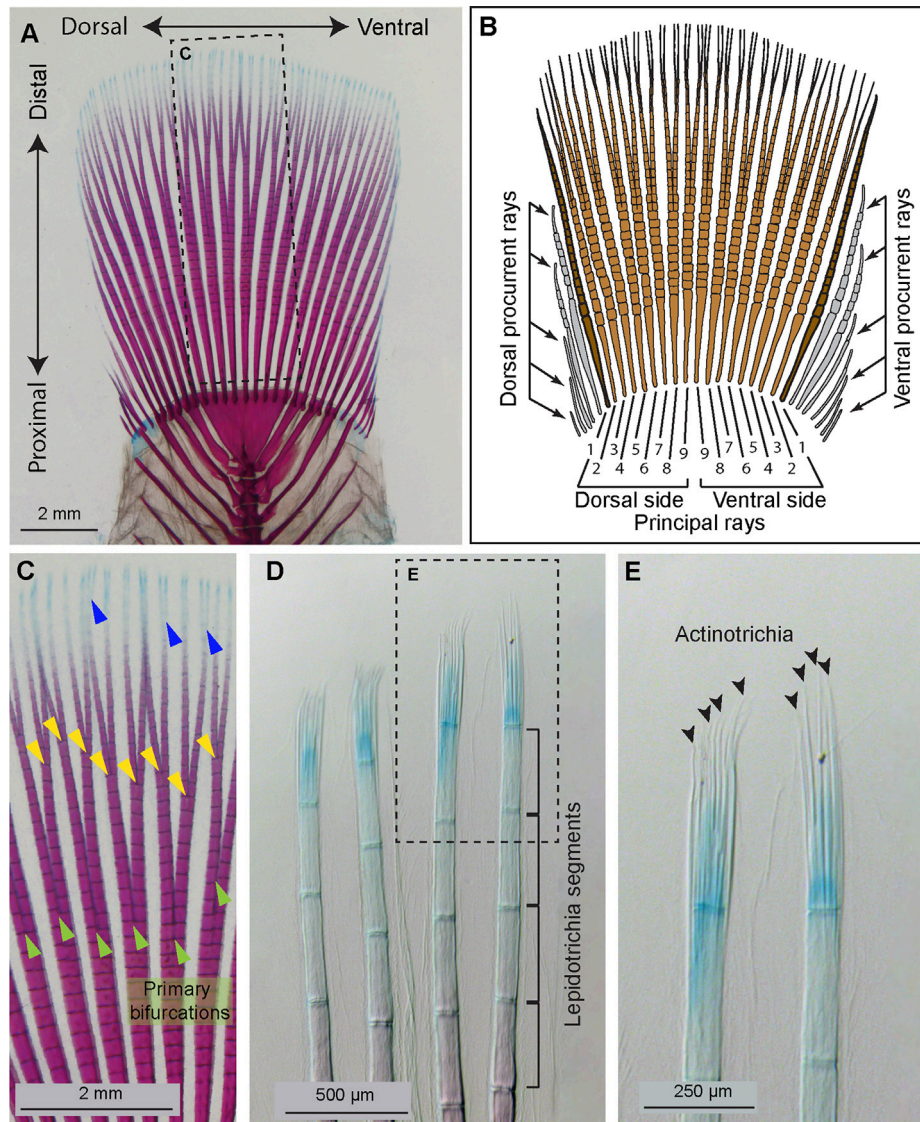 A
Dorsal
Ventral
C
Distal
Proximal
2 mm
B
Dorsal procurrent rays
Ventral procurrent rays
1 3 5 7 9 9 7 5 3 1
2 4 6 8 8 6 4 2
Dorsal side Ventral side
Principal rays
C
Primary
bifurcations
2 mm
D
E
Lepidotrichia segments
500 µm
E
Actinotrichia
250 µm